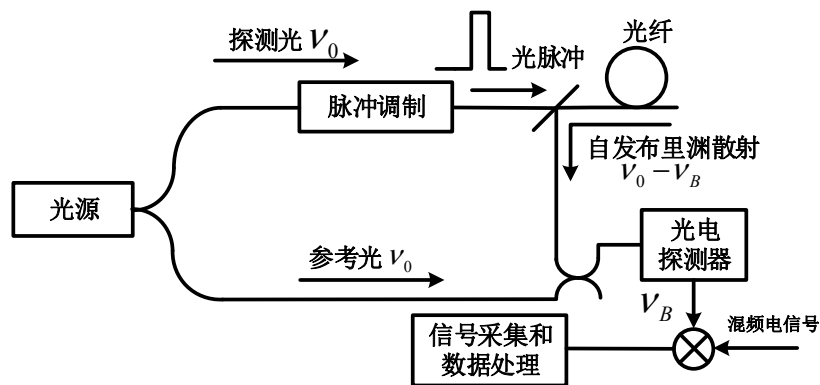 探测光 ν₀
光脉冲
光纤
脉冲调制
自发布里渊散射
ν₀ − ν_B
光源
参考光 ν₀
光电
探测器
ν_B
混频电信号
信号采集和
数据处理